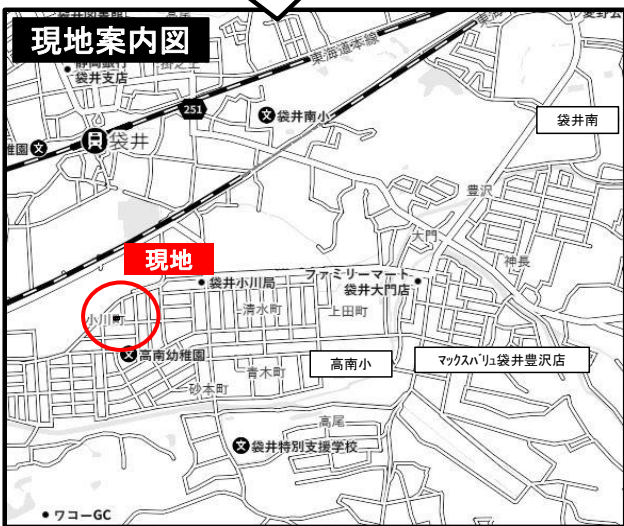 現地案内図
東海道本線
袋井支店
251
文
袋井南小
袋井南
文
袋井
豊沢
大門
神長
現地
袋井小川局
ファミリーマート
袋井大門店
小川町
清水町
上田町
文
高南幼稚園
青木町
高南小
マックスバリュ袋井豊沢店
砂本町
高尾
文
袋井特別支援学校
ワコーGC